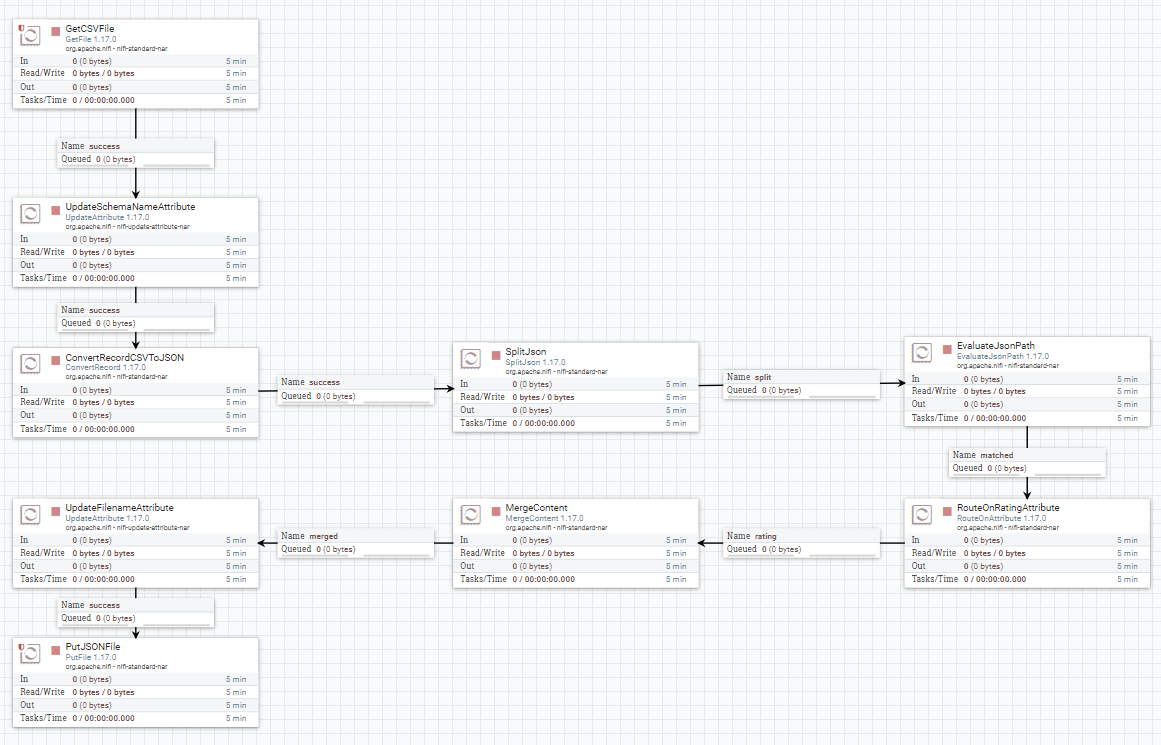 GetCSVFile
GetFile 1.17.0
org.apache.nifi - nifi-standard-nar
In 0 (0 bytes) 5 min
Read/Write 0 bytes / 0 bytes 5 min
Out 0 (0 bytes) 5 min
Tasks/Time 0 / 00:00:00.000 5 min
Name success
Queued 0 (0 bytes)
UpdateSchemaNameAttribute
UpdateAttribute 1.17.0
org.apache.nifi - nifi-update-attribute-nar
In 0 (0 bytes) 5 min
Read/Write 0 bytes / 0 bytes 5 min
Out 0 (0 bytes) 5 min
Tasks/Time 0 / 00:00:00.000 5 min
Name success
Queued 0 (0 bytes)
ConvertRecordCSVToJSON
ConvertRecord 1.17.0
org.apache.nifi - nifi-standard-nar
In 0 (0 bytes) 5 min
Read/Write 0 bytes / 0 bytes 5 min
Out 0 (0 bytes) 5 min
Tasks/Time 0 / 00:00:00.000 5 min
Name success
Queued 0 (0 bytes)
SplitJson
SplitJson 1.17.0
org.apache.nifi - nifi-standard-nar
In 0 (0 bytes) 5 min
Read/Write 0 bytes / 0 bytes 5 min
Out 0 (0 bytes) 5 min
Tasks/Time 0 / 00:00:00.000 5 min
Name split
Queued 0 (0 bytes)
EvaluateJsonPath
EvaluateJsonPath 1.17.0
org.apache.nifi - nifi-standard-nar
In 0 (0 bytes) 5 min
Read/Write 0 bytes / 0 bytes 5 min
Out 0 (0 bytes) 5 min
Tasks/Time 0 / 00:00:00.000 5 min
Name matched
Queued 0 (0 bytes)
RouteOnRatingAttribute
RouteOnAttribute 1.17.0
org.apache.nifi - nifi-standard-nar
In 0 (0 bytes) 5 min
Read/Write 0 bytes / 0 bytes 5 min
Out 0 (0 bytes) 5 min
Tasks/Time 0 / 00:00:00.000 5 min
Name rating
Queued 0 (0 bytes)
MergeContent
MergeContent 1.17.0
org.apache.nifi - nifi-standard-nar
In 0 (0 bytes) 5 min
Read/Write 0 bytes / 0 bytes 5 min
Out 0 (0 bytes) 5 min
Tasks/Time 0 / 00:00:00.000 5 min
Name merged
Queued 0 (0 bytes)
UpdateFilenameAttribute
UpdateAttribute 1.17.0
org.apache.nifi - nifi-update-attribute-nar
In 0 (0 bytes) 5 min
Read/Write 0 bytes / 0 bytes 5 min
Out 0 (0 bytes) 5 min
Tasks/Time 0 / 00:00:00.000 5 min
Name success
Queued 0 (0 bytes)
PutJSONFile
PutFile 1.17.0
org.apache.nifi - nifi-standard-nar
In 0 (0 bytes) 5 min
Read/Write 0 bytes / 0 bytes 5 min
Out 0 (0 bytes) 5 min
Tasks/Time 0 / 00:00:00.000 5 min